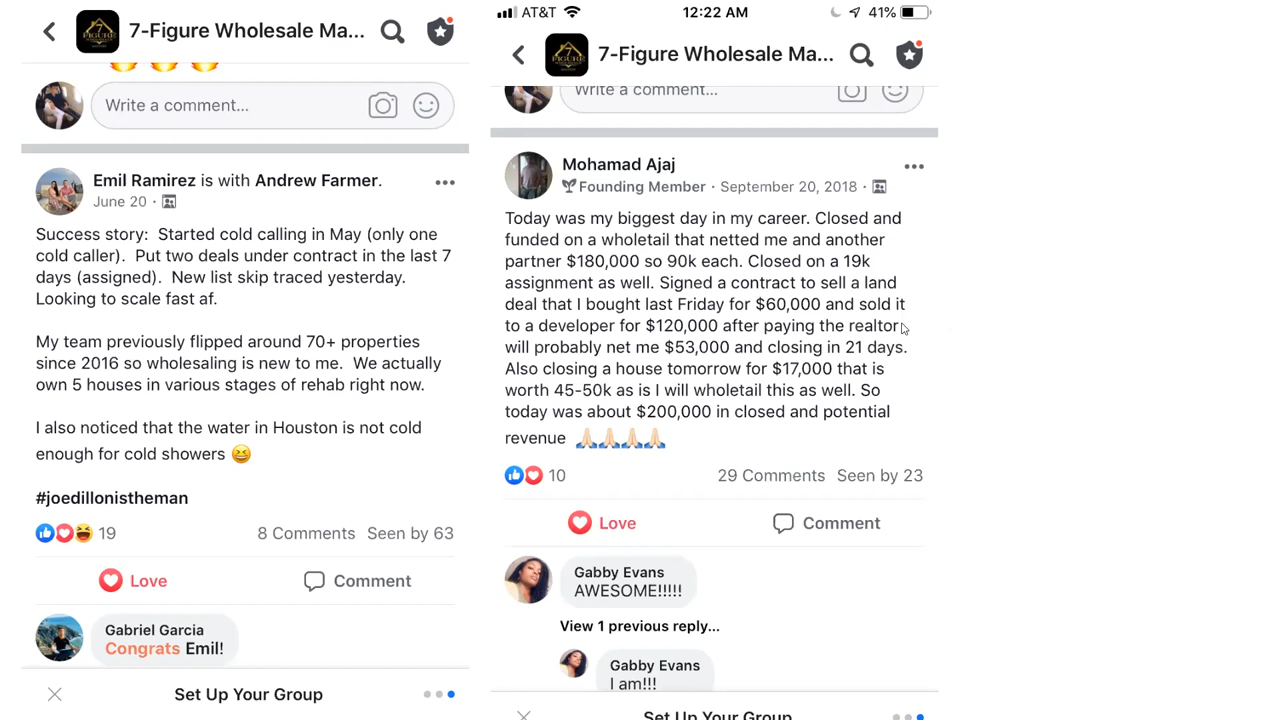 7-Figure Wholesale Ma...
Write a comment...
Emil Ramirez is with Andrew Farmer.
June 20 ·
Success story:  Started cold calling in May (only one
cold caller).  Put two deals under contract in the last 7
days (assigned).  New list skip traced yesterday.
Looking to scale fast af.
My team previously flipped around 70+ properties
since 2016 so wholesaling is new to me.  We actually
own 5 houses in various stages of rehab right now.
I also noticed that the water in Houston is not cold
enough for cold showers 😆
#joedillonistheman
19
8 Comments Seen by 63
Love Comment
Gabriel Garcia
Congrats Emil!
Set Up Your Group
AT&T 12:22 AM 41%
7-Figure Wholesale Ma...
Write a comment...
Mohamad Ajaj
Founding Member · September 20, 2018 ·
Today was my biggest day in my career. Closed and
funded on a wholetail that netted me and another
partner $180,000 so 90k each. Closed on a 19k
assignment as well. Signed a contract to sell a land
deal that I bought last Friday for $60,000 and sold it
to a developer for $120,000 after paying the realtor
will probably net me $53,000 and closing in 21 days.
Also closing a house tomorrow for $17,000 that is
worth 45-50k as is I will wholetail this as well. So
today was about $200,000 in closed and potential
revenue 🙏🏻🙏🏻🙏🏻🙏🏻
10
29 Comments Seen by 23
Love Comment
Gabby Evans
AWESOME!!!!!
View 1 previous reply...
Gabby Evans
I am!!!
Set Up Your Group